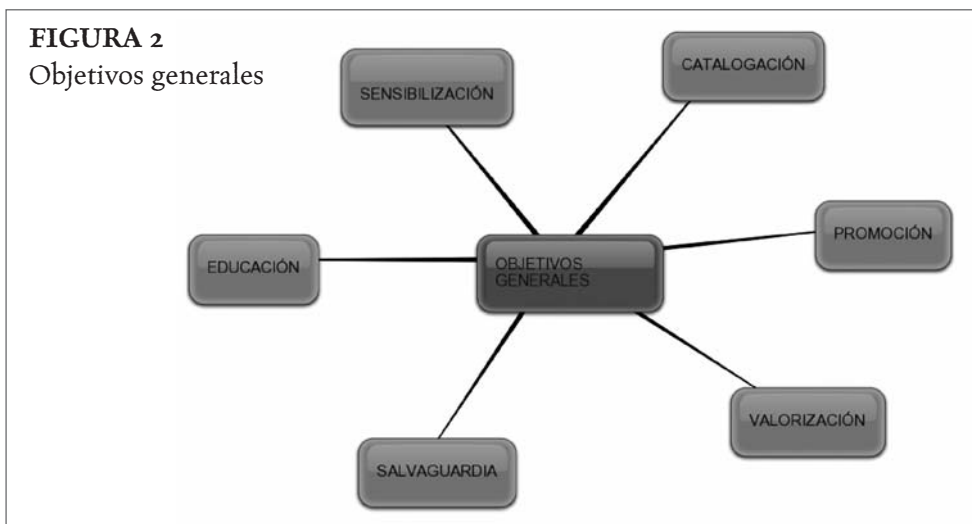 FIGURA 2
Objetivos generales
SENSIBILIZACIÓN
CATALOGACIÓN
PROMOCIÓN
EDUCACIÓN
OBJETIVOS
GENERALES
VALORIZACIÓN
SALVAGUARDIA